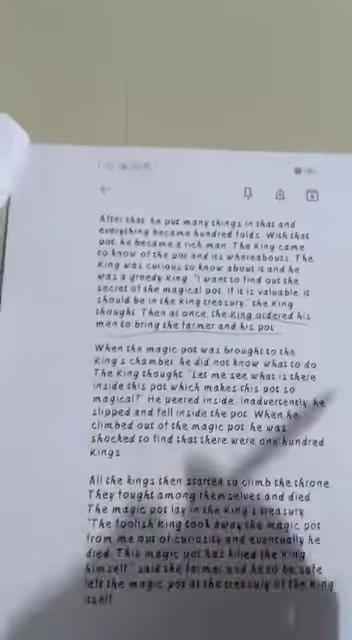 After that, he put many things in that and
everything became hundred folds. With that
pot, he became a rich man. The King came
to know of the pot and its whereabouts. The
King was curious to know about it and he
was a greedy King. "I want to find out the
secret of the magical pot. If it is valuable, it
should be in the king treasury," the King
thought. Then at once, the King ordered his
men to bring the farmer and his pot
When the magic pot was brought to the
King's chamber, he did not know what to do
The King thought "Let me see what is there
inside this pot which makes this pot so
magical?" He peered inside. Inadvertently, he
slipped and fell inside the pot. When he
climbed out of the magic pot, he was
shocked to find that there were one hundred
Kings
All the kings then started to climb the throne
They fought among themselves and died
The magic pot lay in the King's treasury
"The foolish King took away the magic pot
from me out of curiosity and eventually he
died. This magic pot has killed the King
himself" said the farmer and he to be safe
left the magic pot at the treasury of the King
itself